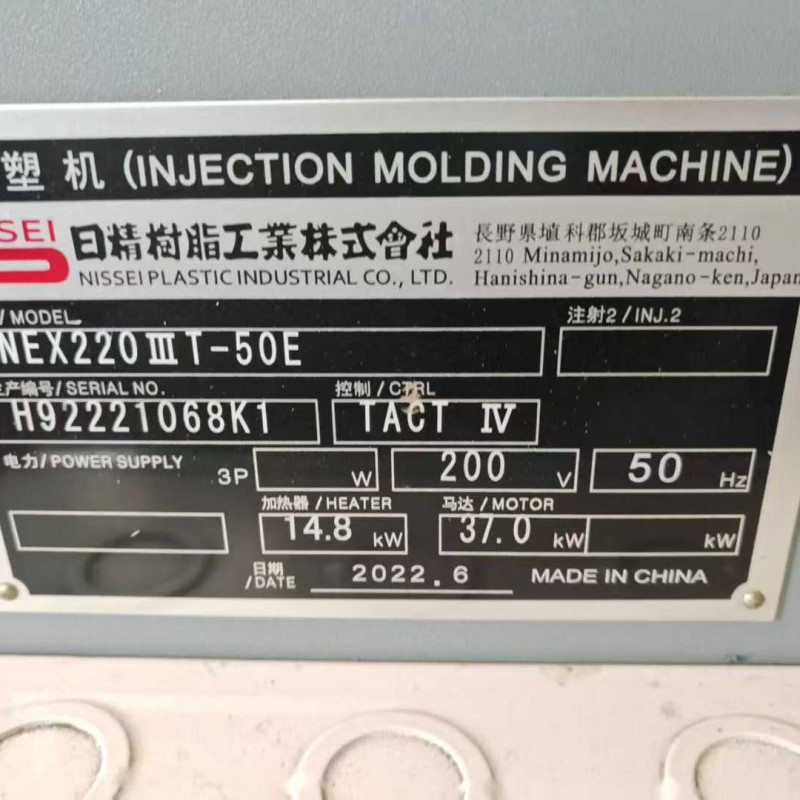 塑机 (INJECTION MOLDING MACHINE)
SSEI 日精樹脂工業株式會社
NISSEI PLASTIC INDUSTRIAL CO., LTD.
長野県埴科郡坂城町南条2110
2110 Minamijo,Sakaki-machi,
Hanishina-gun,Nagano-ken,Japan
/ MODEL
NEX220ⅢT-50E
注射2 / INJ.2
产编号 / SERIAL NO.
H92221068K1
控制 / CTRL
TACT Ⅳ
电力 / POWER SUPPLY
3P W 200 V 50 Hz
加热器 / HEATER
14.8 kW
马达 / MOTOR
37.0 kW kW
日期
/DATE 2022.6 MADE IN CHINA